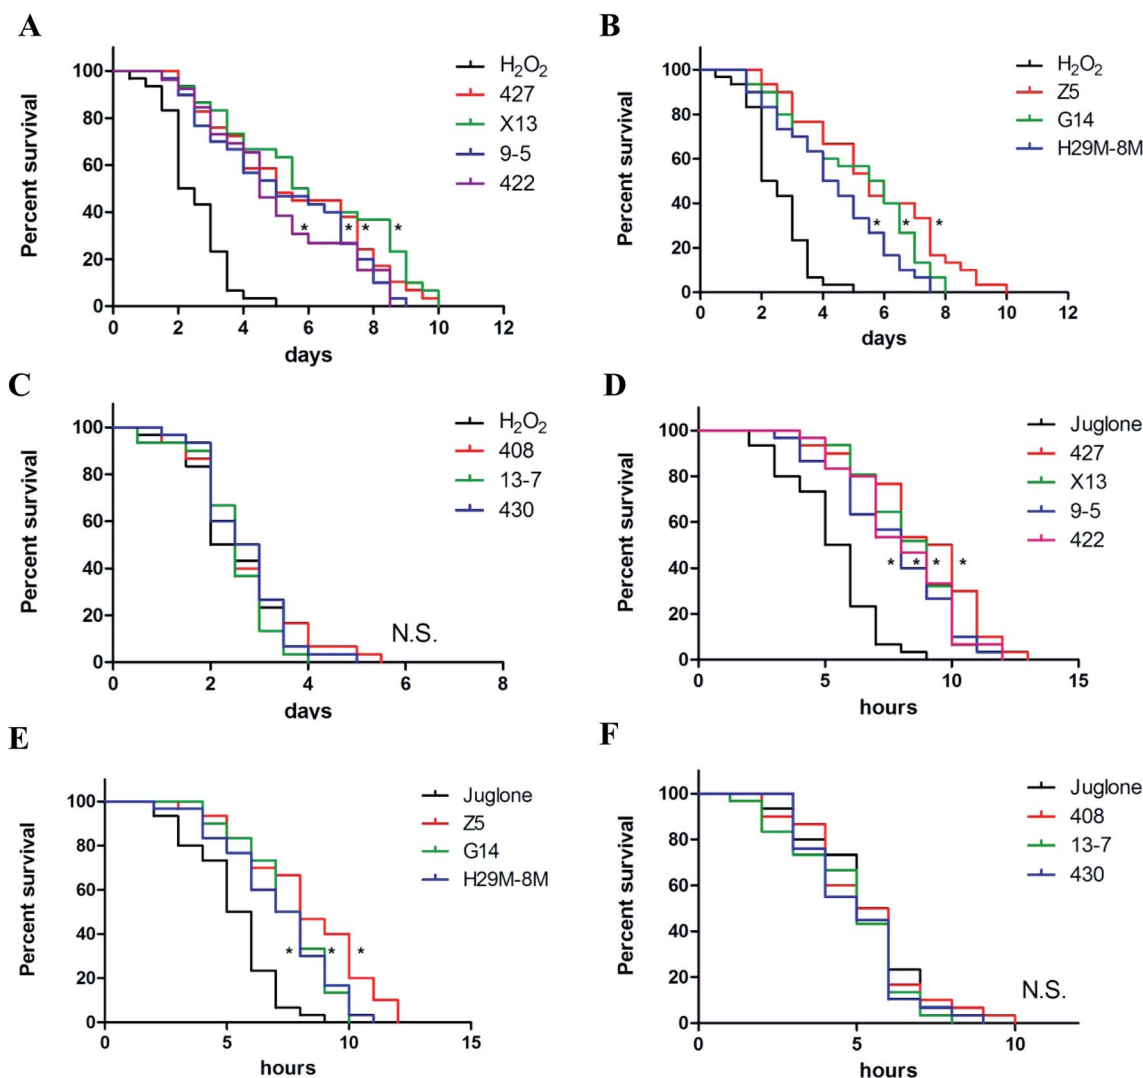 A
Percent survival
100
80
60
40
20
0
0 2 4 6 8 10 12
days
H₂O₂
427
X13
9-5
422
* * * *
B
Percent survival
100
80
60
40
20
0
0 2 4 6 8 10 12
days
H₂O₂
Z5
G14
H29M-8M
* * *
C
Percent survival
100
80
60
40
20
0
0 2 4 6 8
days
H₂O₂
408
13-7
430
N.S.
D
Percent survival
100
80
60
40
20
0
0 5 10 15
hours
Juglone
427
X13
9-5
422
* * * *
E
Percent survival
100
80
60
40
20
0
0 5 10 15
hours
Juglone
Z5
G14
H29M-8M
* * *
F
Percent survival
100
80
60
40
20
0
0 5 10
hours
Juglone
408
13-7
430
N.S.